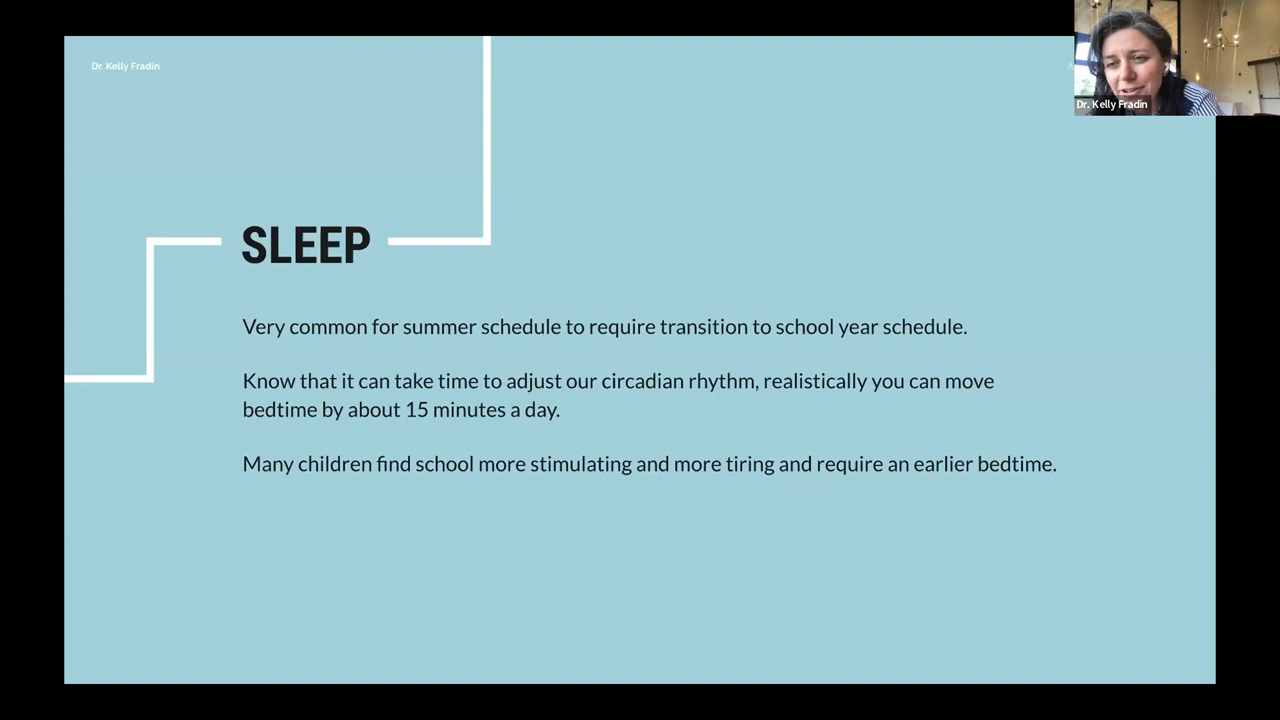 Dr. Kelly Fradin
Dr. Kelly Fradin
SLEEP
Very common for summer schedule to require transition to school year schedule.
Know that it can take time to adjust our circadian rhythm, realistically you can move
bedtime by about 15 minutes a day.
Many children find school more stimulating and more tiring and require an earlier bedtime.